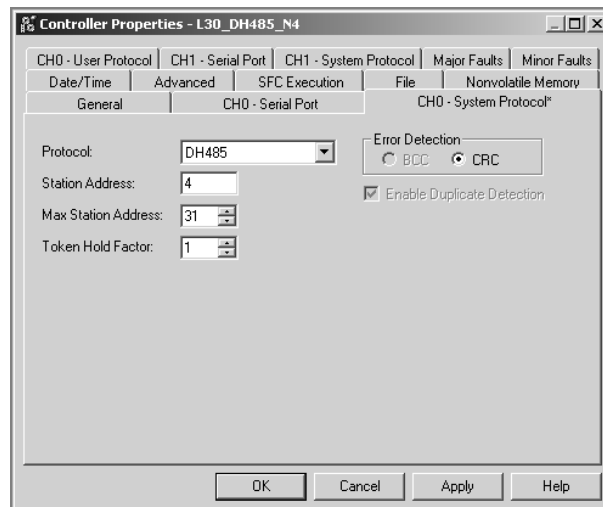 Controller Properties - L30_DH485_N4
CH0 - User Protocol CH1 - Serial Port CH1 - System Protocol Major Faults Minor Faults
Date/Time Advanced SFC Execution File Nonvolatile Memory
General CH0 - Serial Port CH0 - System Protocol*
Protocol: DH485
Error Detection
BCC CRC
Station Address: 4
Enable Duplicate Detection
Max Station Address: 31
Token Hold Factor: 1
OK Cancel Apply Help